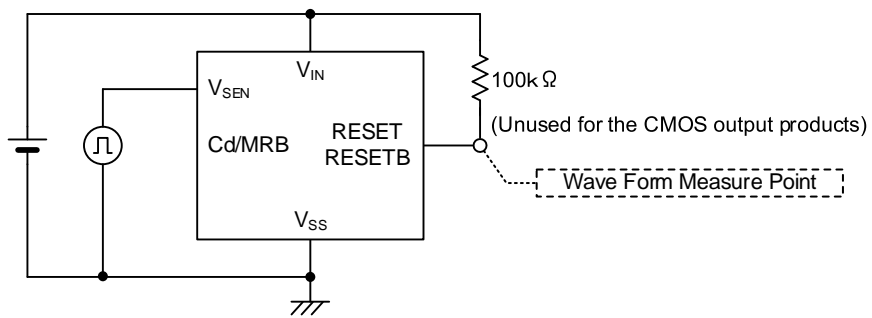 V_IN
V_SEN
100kΩ
(Unused for the CMOS output products)
Cd/MRB
RESET
RESETB
Wave Form Measure Point
V_SS